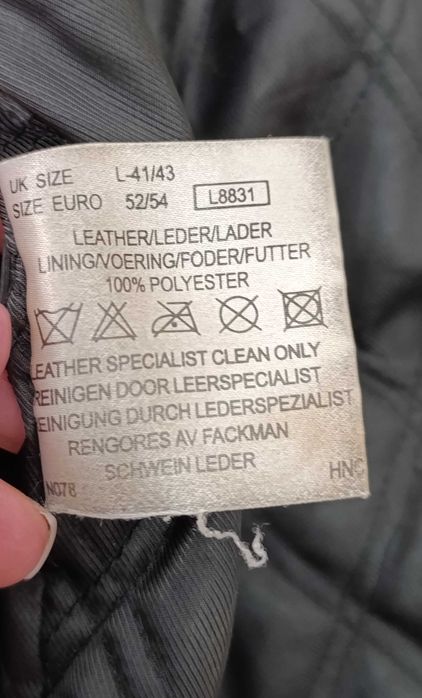 UK SIZE L-41/43
SIZE EURO 52/54 L8831
LEATHER/LEDER/LADER
LINING/VOERING/FODER/FUTTER
100% POLYESTER
LEATHER SPECIALIST CLEAN ONLY
REINIGEN DOOR LEERSPECIALIST
REINIGUNG DURCH LEDERSPEZIALIST
RENGORES AV FACKMAN
SCHWEIN LEDER
N078 HNC